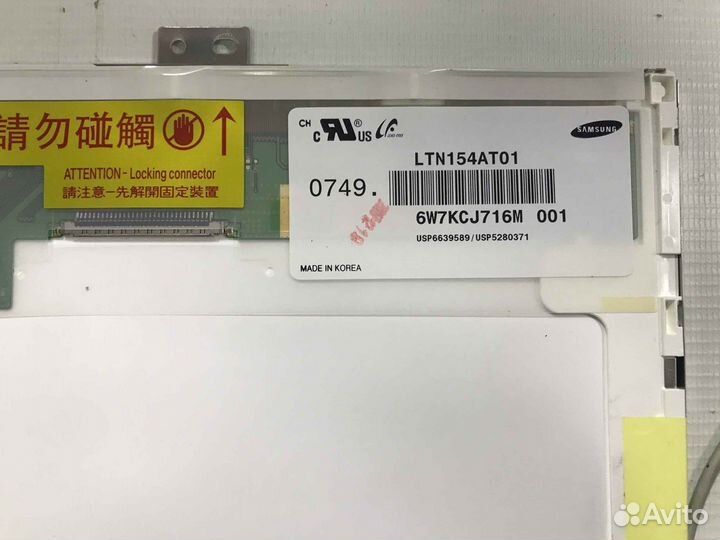 請勿碰觸
ATTENTION - Locking connector
請注意-先解開固定裝置
CH
C UR US
SAMSUNG
LTN154AT01
0749.
6W7KCJ716M 001
USP6639589/USP5280371
MADE IN KOREA
Avito